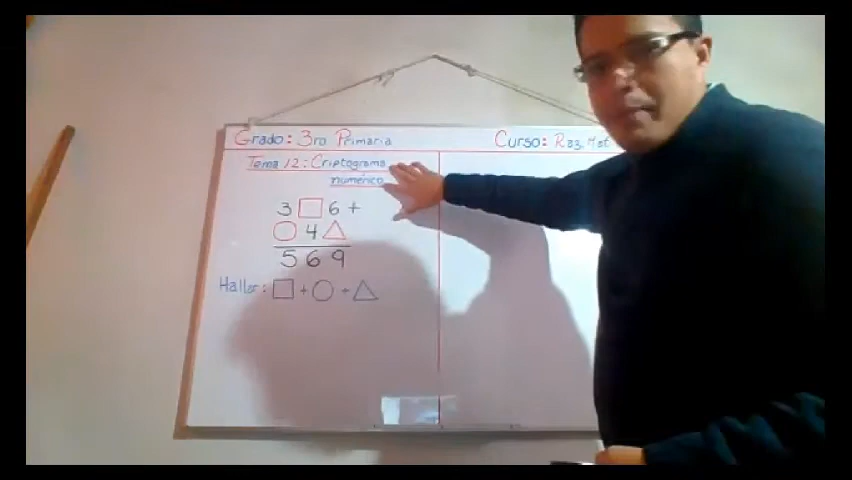 Grado: 3ro Primaria
Curso: Raz. Mat
Tema 12: Criptograma
numérico
3 □ 6 +
○ 4 △
5 6 9
Hallar: □ + ○ + △